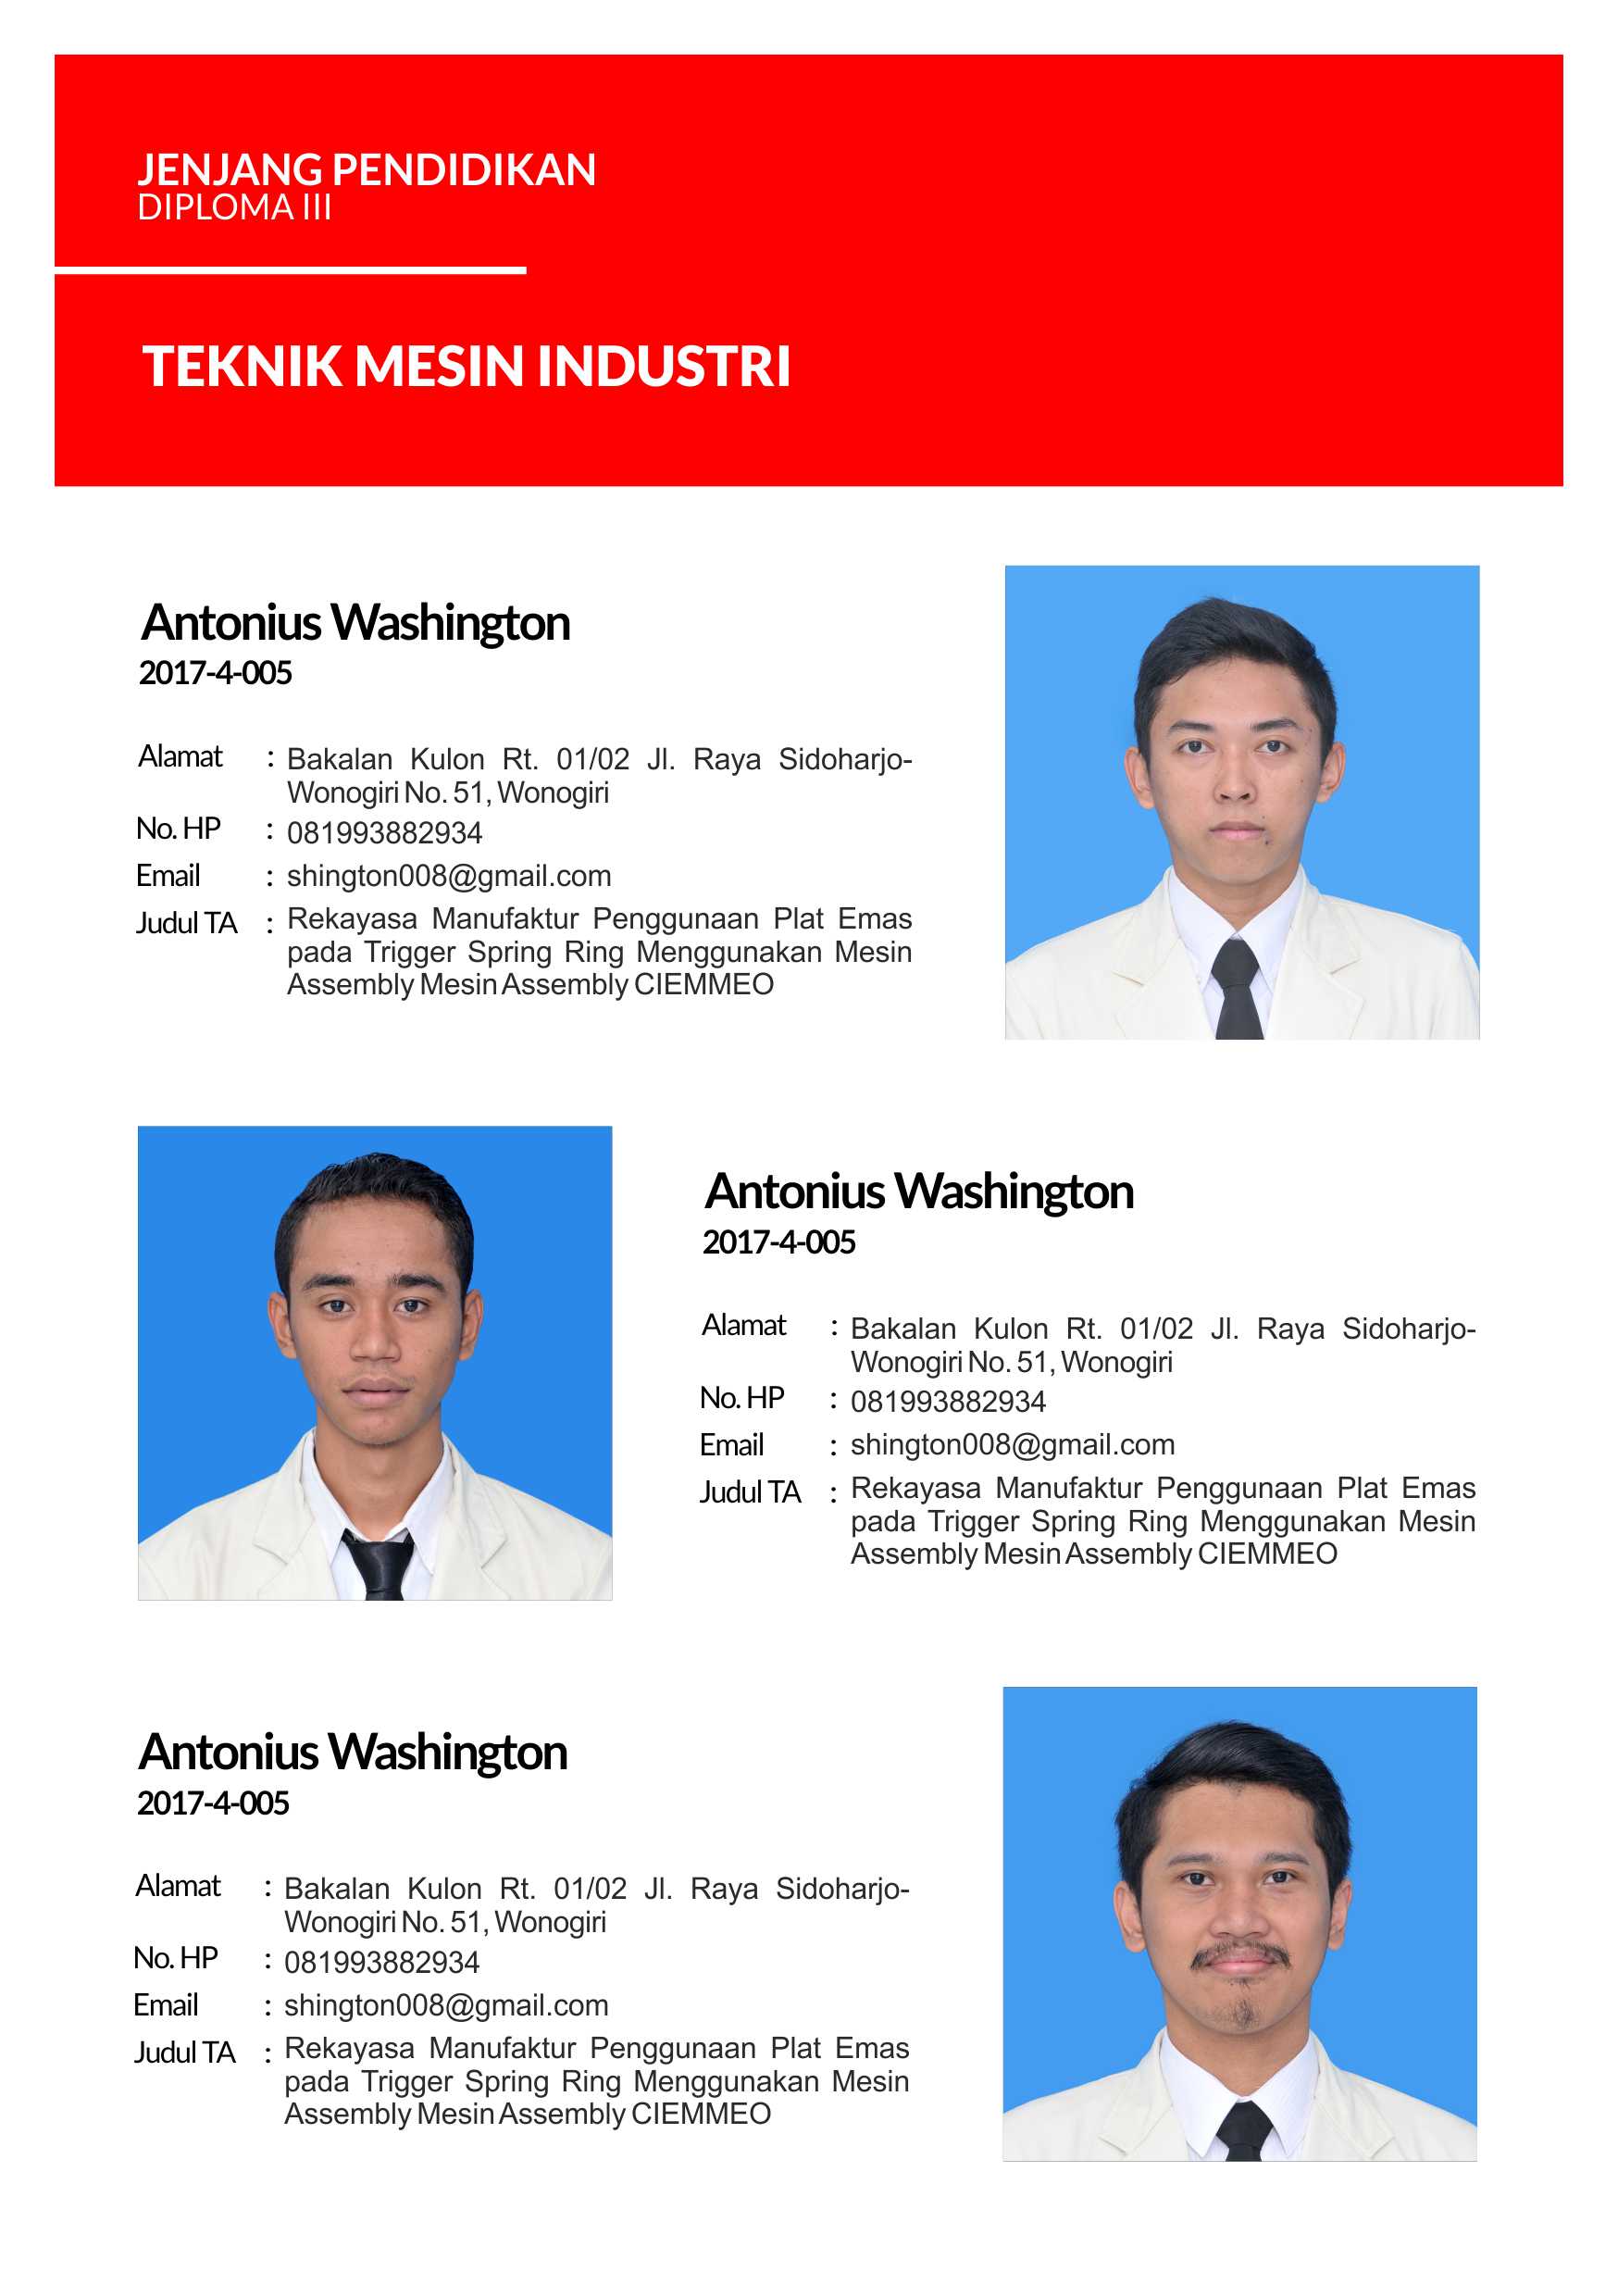 JENJANG PENDIDIKAN
DIPLOMA III
TEKNIK MESIN INDUSTRI
Antonius Washington
2017-4-005
Alamat : Bakalan Kulon Rt. 01/02 Jl. Raya Sidoharjo-
Wonogiri No. 51, Wonogiri
No. HP : 081993882934
Email : shington008@gmail.com
Judul TA : Rekayasa Manufaktur Penggunaan Plat Emas
pada Trigger Spring Ring Menggunakan Mesin
Assembly Mesin Assembly CIEMMEO
Antonius Washington
2017-4-005
Alamat : Bakalan Kulon Rt. 01/02 Jl. Raya Sidoharjo-
Wonogiri No. 51, Wonogiri
No. HP : 081993882934
Email : shington008@gmail.com
Judul TA : Rekayasa Manufaktur Penggunaan Plat Emas
pada Trigger Spring Ring Menggunakan Mesin
Assembly Mesin Assembly CIEMMEO
Antonius Washington
2017-4-005
Alamat : Bakalan Kulon Rt. 01/02 Jl. Raya Sidoharjo-
Wonogiri No. 51, Wonogiri
No. HP : 081993882934
Email : shington008@gmail.com
Judul TA : Rekayasa Manufaktur Penggunaan Plat Emas
pada Trigger Spring Ring Menggunakan Mesin
Assembly Mesin Assembly CIEMMEO